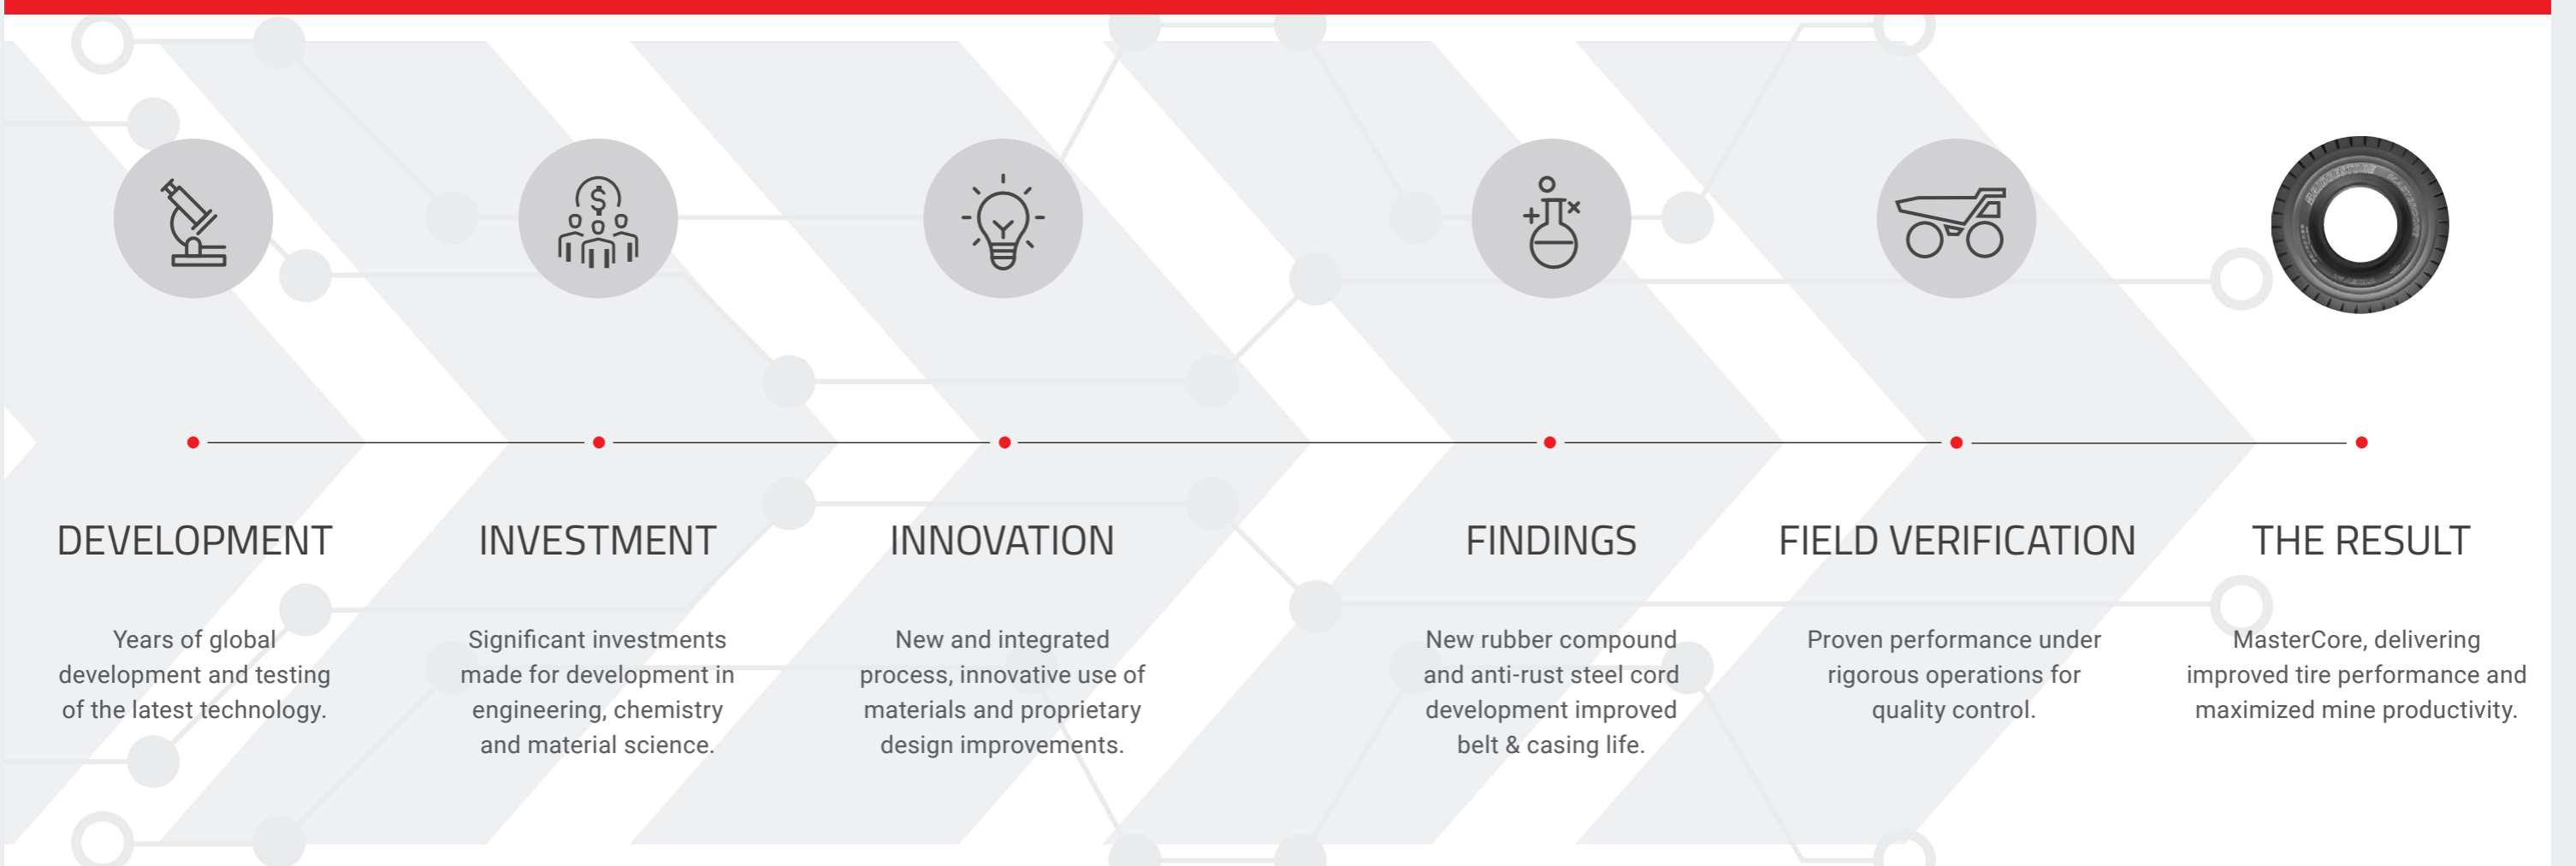 DEVELOPMENT
Years of global
development and testing
of the latest technology.
INVESTMENT
Significant investments
made for development in
engineering, chemistry
and material science.
INNOVATION
New and integrated
process, innovative use of
materials and proprietary
design improvements.
FINDINGS
New rubber compound
and anti-rust steel cord
development improved
belt & casing life.
FIELD VERIFICATION
Proven performance under
rigorous operations for
quality control.
THE RESULT
MasterCore, delivering
improved tire performance and
maximized mine productivity.